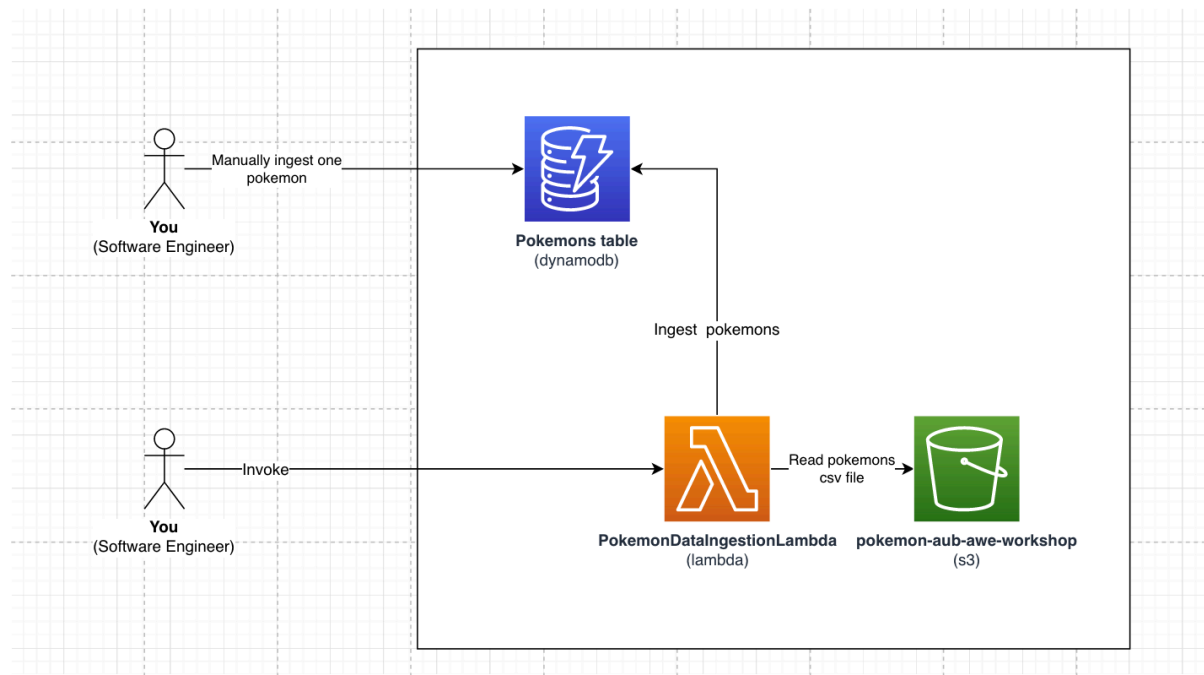 Manually ingest one
pokemon
You
(Software Engineer)
Pokemons table
(dynamodb)
Ingest  pokemons
Invoke
You
(Software Engineer)
Read pokemons
csv file
PokemonDataIngestionLambda
(lambda)
pokemon-aub-awe-workshop
(s3)